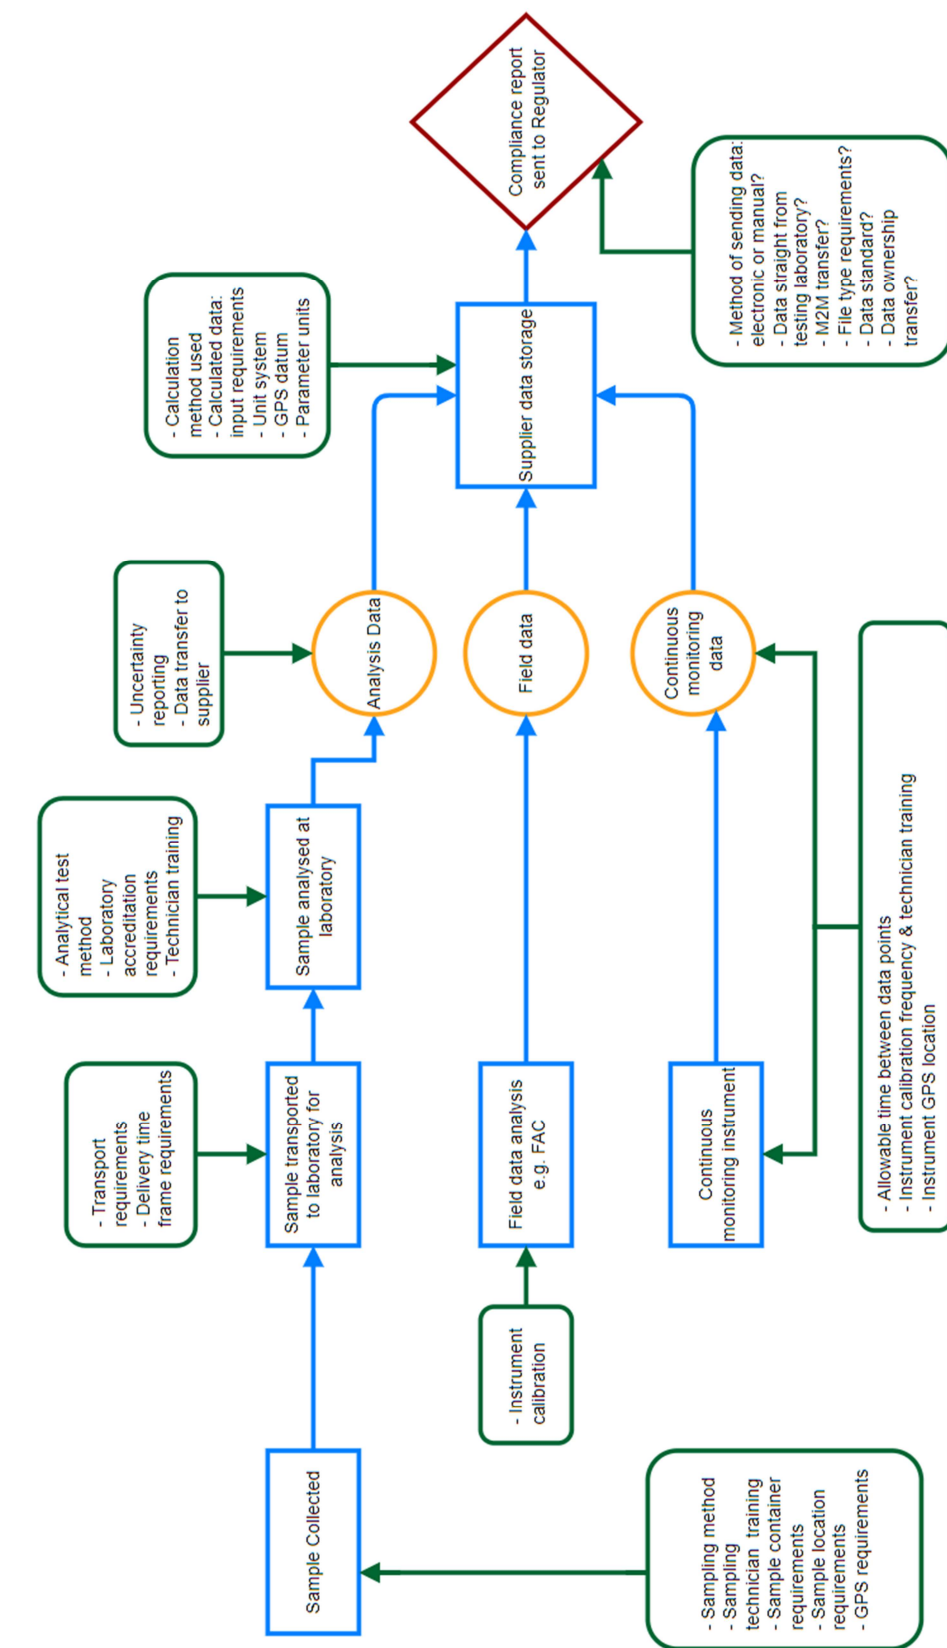 - Sampling method
- Sampling
technician training
- Sample container
requirements
- Sample location
requirements
- GPS requirements
Sample Collected
- Transport
requirements
- Delivery time
frame requirements
Sample transported
to laboratory for
analysis
- Analytical test
method
- Laboratory
accreditation
requirements
- Technician training
Sample analysed at
laboratory
- Uncertainty
reporting
- Data transfer to
supplier
Analysis Data
- Instrument
calibration
Field data analysis
e.g. FAC
Field data
Continuous
monitoring instrument
Continuous
monitoring
data
- Allowable time between data points
- Instrument calibration frequency & technician training
- Instrument GPS location
- Calculation
method used
- Calculated data:
input requirements
- Unit system
- GPS datum
- Parameter units
Supplier data storage
Compliance report
sent to Regulator
- Method of sending data:
electronic or manual?
- Data straight from
testing laboratory?
- M2M transfer?
- File type requirements?
- Data standard?
- Data ownership
transfer?